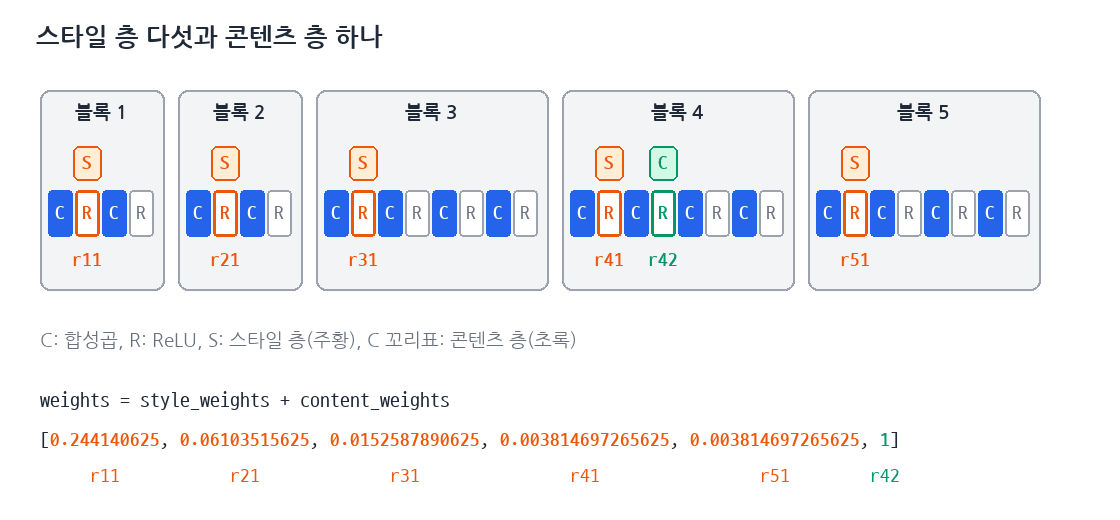 스타일 층 다섯과 콘텐츠 층 하나
블록 1 블록 2 블록 3 블록 4 블록 5
S S S S C S
C R C R C R C R C R C R C R C R C R C R C R C R C R C R C R C R
r11 r21 r31 r41 r42 r51
C: 합성곱, R: ReLU, S: 스타일 층(주황), C 꼬리표: 콘텐츠 층(초록)
weights = style_weights + content_weights
[0.244140625, 0.06103515625, 0.0152587890625, 0.003814697265625, 0.003814697265625, 1]
r11 r21 r31 r41 r51 r42